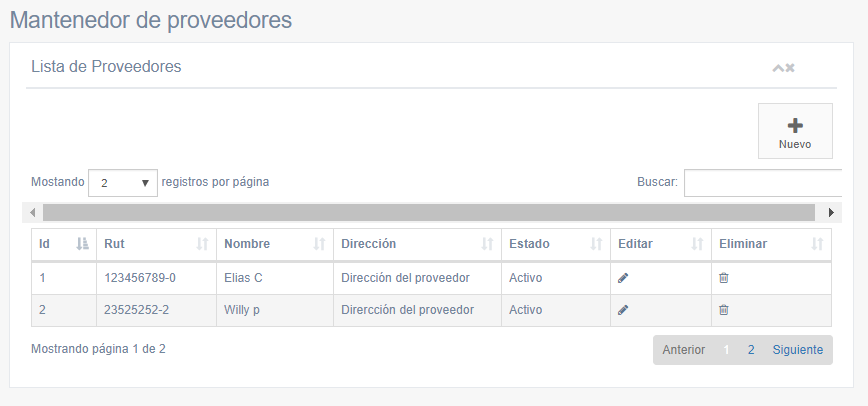 Mantenedor de proveedores
Lista de Proveedores
Nuevo
Mostando 2 registros por página Buscar:
Id Rut Nombre Dirección Estado Editar Eliminar
1 123456789-0 Elias C Dirección del proveedor Activo
2 23525252-2 Willy p Dirercción del proveedor Activo
Mostrando página 1 de 2 Anterior 1 2 Siguiente